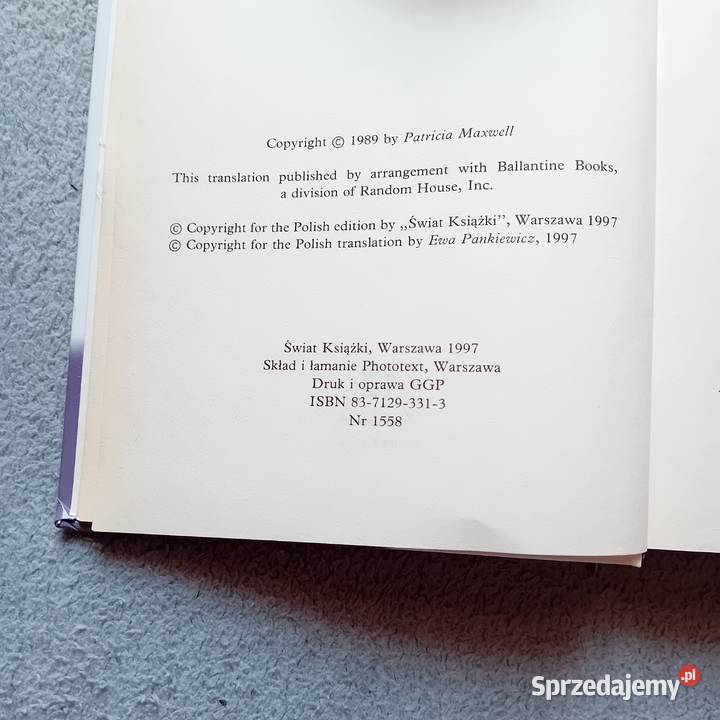 Copyright © 1989 by Patricia Maxwell
This translation published by arrangement with Ballantine Books,
a division of Random House, Inc.
© Copyright for the Polish edition by „Świat Książki”, Warszawa 1997
© Copyright for the Polish translation by Ewa Pankiewicz, 1997
Świat Książki, Warszawa 1997
Skład i łamanie Phototext, Warszawa
Druk i oprawa GGP
ISBN 83-7129-331-3
Nr 1558
Sprzedajemy.pl